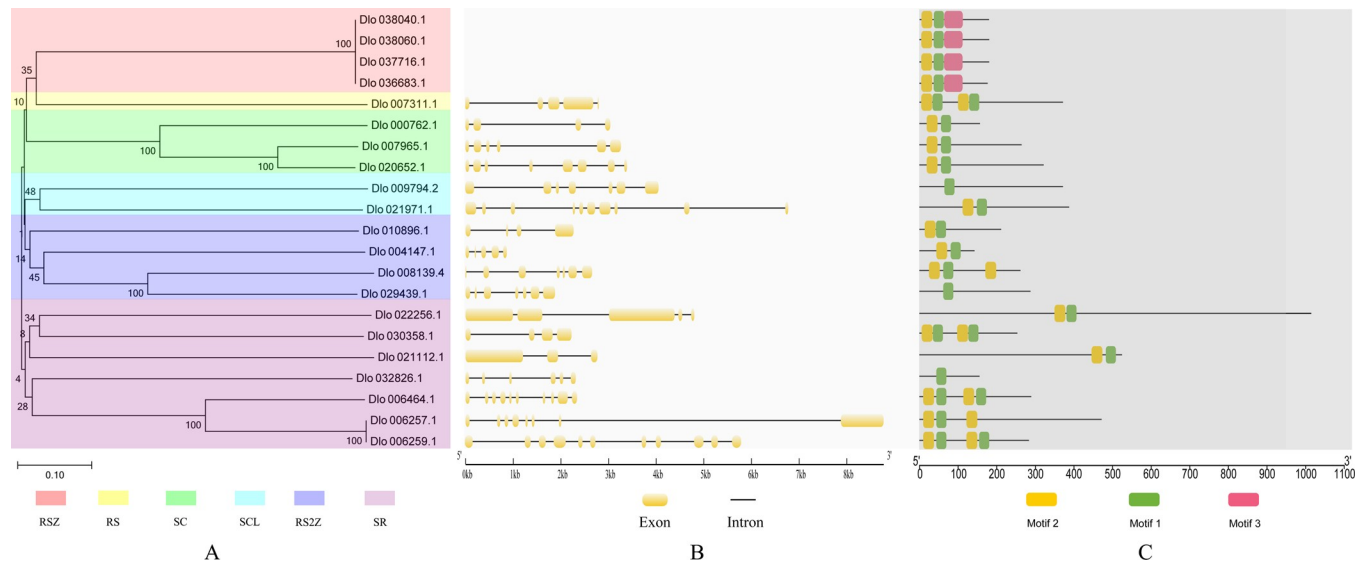 Dlo 038040.1
100
Dlo 038060.1
Dlo 037716.1
35
Dlo 036683.1
10
Dlo 007311.1
Dlo 000762.1
100
Dlo 007965.1
100
Dlo 020652.1
48
Dlo 009794.2
Dlo 021971.1
1
Dlo 010896.1
14
Dlo 004147.1
45
Dlo 008139.4
100
Dlo 029439.1
34
Dlo 022256.1
8
Dlo 030358.1
Dlo 021112.1
4
Dlo 032826.1
28
Dlo 006464.1
100
Dlo 006257.1
100
Dlo 006259.1
0.10
RSZ RS SC SCL RS2Z SR
A
5' 3'
0kb 1kb 2kb 3kb 4kb 5kb 6kb 7kb 8kb
Exon Intron
B
5' 3'
0 100 200 300 400 500 600 700 800 900 1000 1100
Motif 2 Motif 1 Motif 3
C